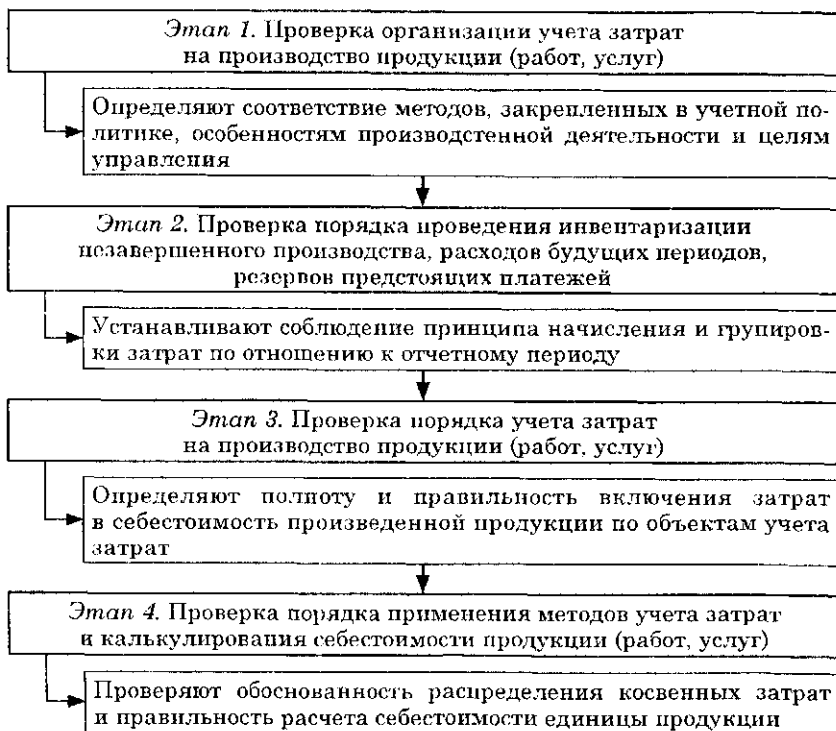 Этап 1. Проверка организации учета затрат
на производство продукции (работ, услуг)
Определяют соответствие методов, закрепленных в учетной по-
литике, особенностям производстенной деятельности и целям
управления
Этап 2. Проверка порядка проведения инвентаризации
незавершенного производства, расходов будущих периодов,
резервов предстоящих платежей
Устанавливают соблюдение принципа начисления и групиров-
ки затрат по отношению к отчетному периоду
Этап 3. Проверка порядка учета затрат
на производство продукции (работ, услуг)
Определяют полноту и правильность включения затрат
в себестоимость произведенной продукции по объектам учета
затрат
Этап 4. Проверка порядка применения методов учета затрат
и калькулирования себестоимости продукции (работ, услуг)
Проверяют обоснованность распределения косвенных затрат
и правильность расчета себестоимости единицы продукции